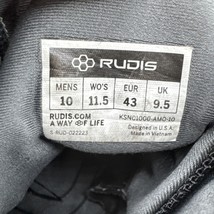 RUDIS
MENS WO'S EUR UK
10 11.5 43 9.5
RUDIS.COM KSNC1000-AMO-10
A WAY OF LIFE Designed in U.S.A.
S-RUD-022223 Made in Vietnam